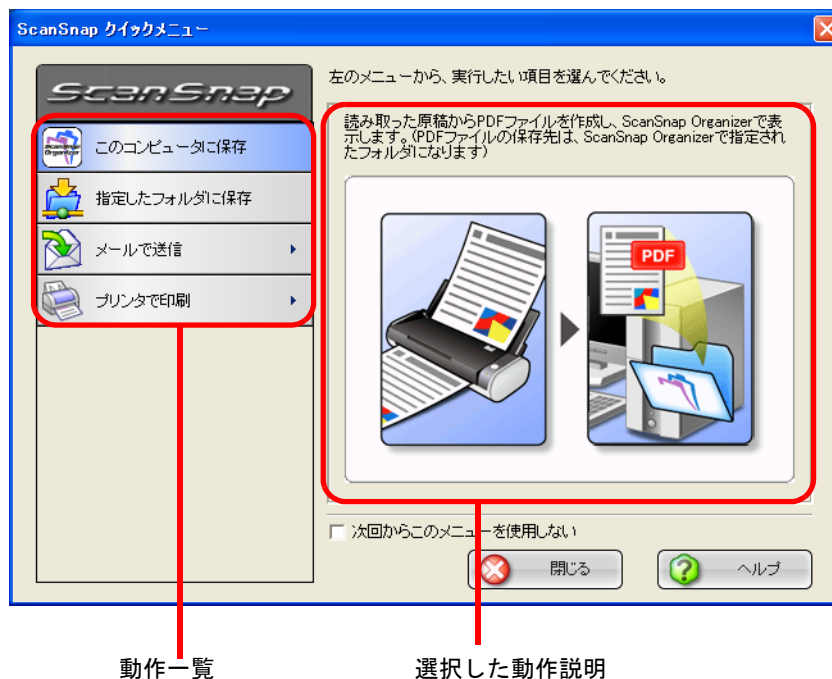 ScanSnap クイックメニュー
ScanSnap
左のメニューから、実行したい項目を選んでください。
このコンピュータに保存
指定したフォルダに保存
メールで送信
プリンタで印刷
読み取った原稿からPDFファイルを作成し、ScanSnap Organizerで表
示します。(PDFファイルの保存先は、ScanSnap Organizerで指定され
たフォルダになります)
PDF
次回からこのメニューを使用しない
閉じる
ヘルプ
動作一覧
選択した動作説明